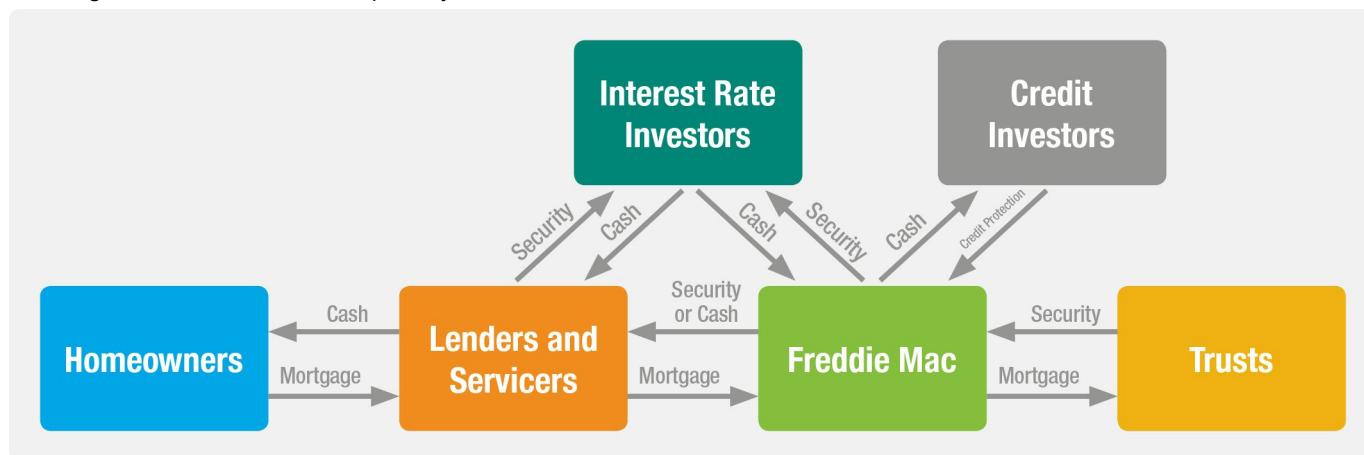 Interest Rate
Investors
Credit
Investors
Security
Cash
Cash
Security
Cash
Credit Protection
Homeowners
Cash
Mortgage
Lenders and
Servicers
Security
or Cash
Mortgage
Freddie Mac
Security
Mortgage
Trusts